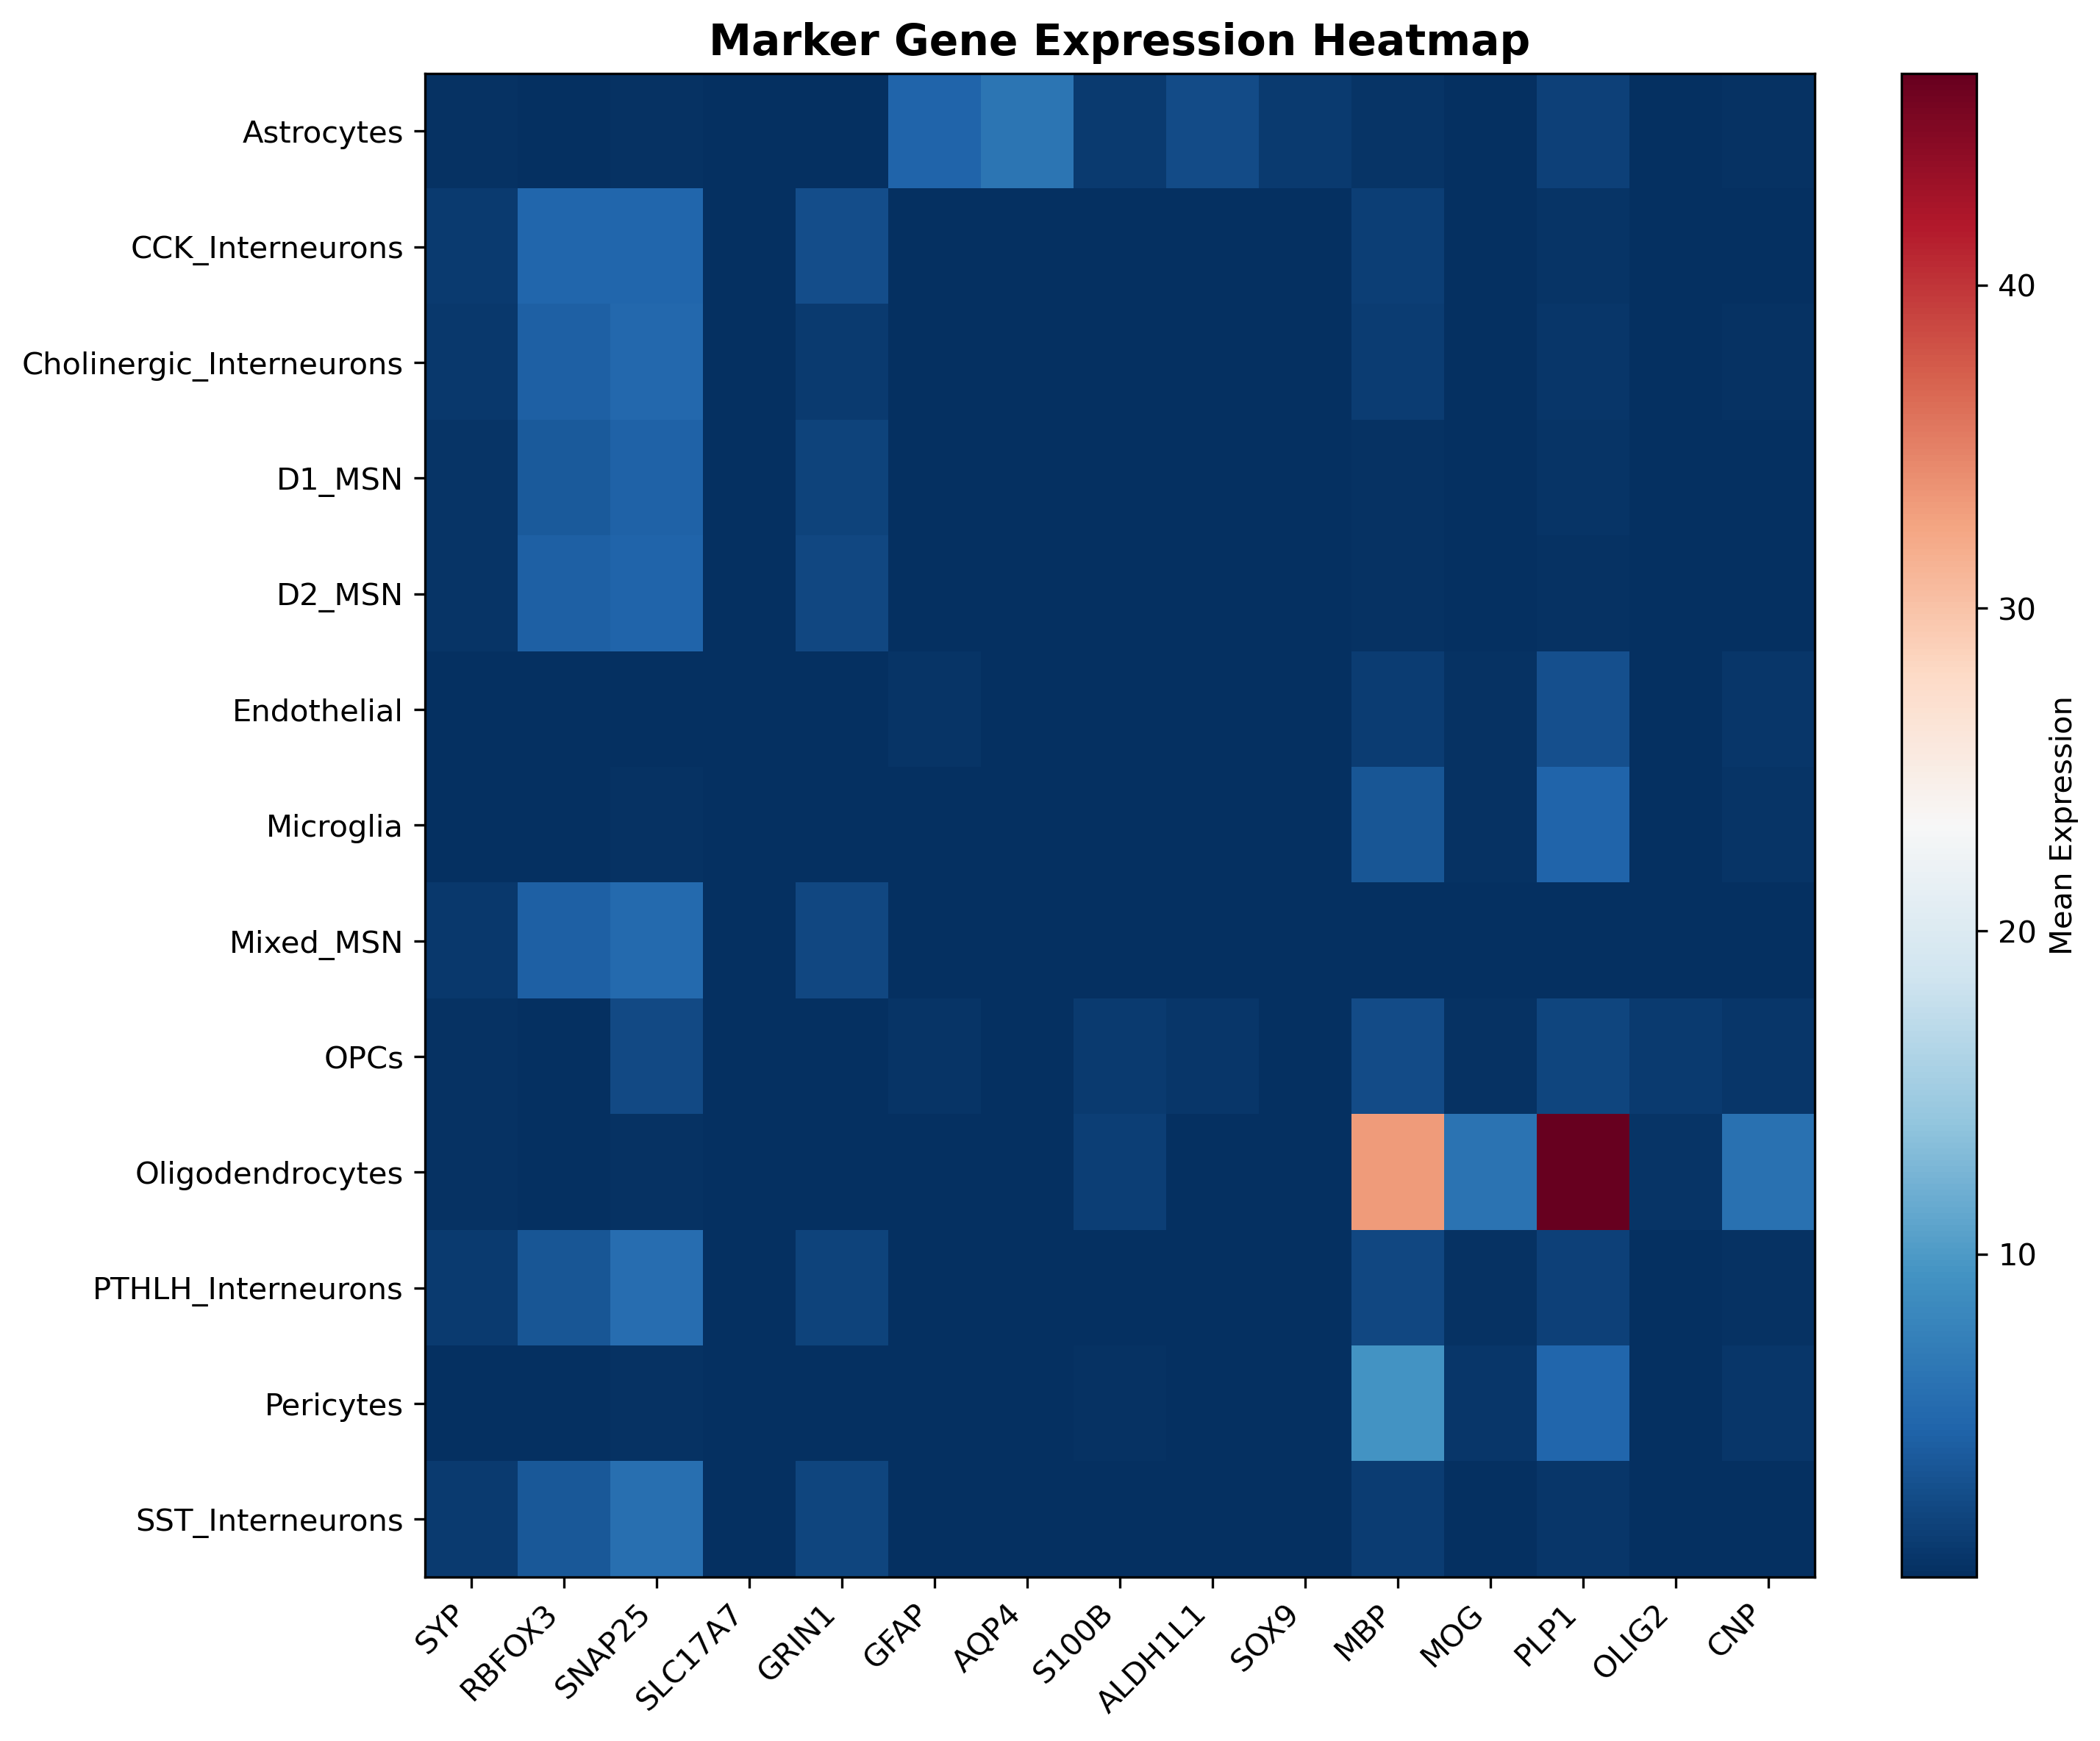 Marker Gene Expression Heatmap
Astrocytes
CCK_Interneurons
Cholinergic_Interneurons
D1_MSN
D2_MSN
Endothelial
Microglia
Mixed_MSN
OPCs
Oligodendrocytes
PTHLH_Interneurons
Pericytes
SST_Interneurons
SYP
RBFOX3
SNAP25
SLC17A7
GRIN1
GFAP
AQP4
S100B
ALDH1L1
SOX9
MBP
MOG
PLP1
OLIG2
CNP
40
30
20
10
Mean Expression